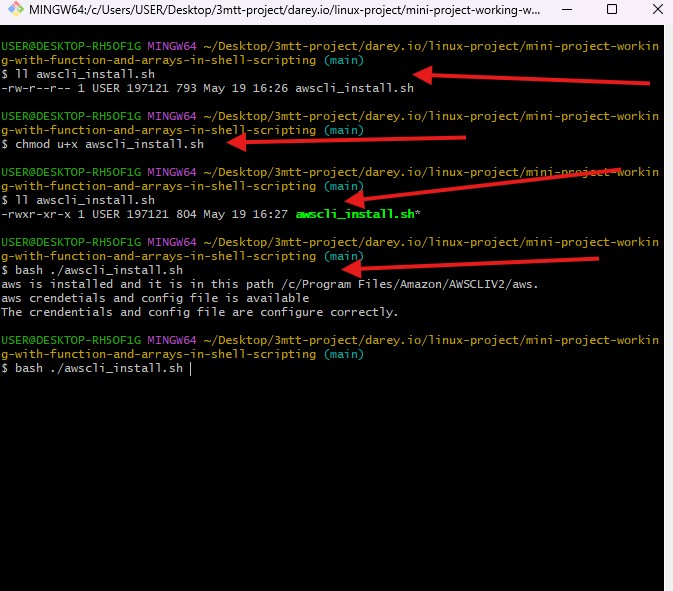 MINGW64:/c/Users/USER/Desktop/3mtt-project/darey.io/linux-project/mini-project-working-w...
USER@DESKTOP-RH5OF1G MINGW64 ~/Desktop/3mtt-project/darey.io/linux-project/mini-project-workin
g-with-function-and-arrays-in-shell-scripting (main)
$ ll awscli_install.sh
-rw-r--r-- 1 USER 197121 793 May 19 16:26 awscli_install.sh
USER@DESKTOP-RH5OF1G MINGW64 ~/Desktop/3mtt-project/darey.io/linux-project/mini-project-workin
g-with-function-and-arrays-in-shell-scripting (main)
$ chmod u+x awscli_install.sh
USER@DESKTOP-RH5OF1G MINGW64 ~/Desktop/3mtt-project/darey.io/linux-project/mini-project-workin
g-with-function-and-arrays-in-shell-scripting (main)
$ ll awscli_install.sh
-rwxr-xr-x 1 USER 197121 804 May 19 16:27 awscli_install.sh*
USER@DESKTOP-RH5OF1G MINGW64 ~/Desktop/3mtt-project/darey.io/linux-project/mini-project-workin
g-with-function-and-arrays-in-shell-scripting (main)
$ bash ./awscli_install.sh
aws is installed and it is in this path /c/Program Files/Amazon/AWSCLIV2/aws.
aws crendetials and config file is available
The crendentials and config file are configure correctly.
USER@DESKTOP-RH5OF1G MINGW64 ~/Desktop/3mtt-project/darey.io/linux-project/mini-project-workin
g-with-function-and-arrays-in-shell-scripting (main)
$ bash ./awscli_install.sh